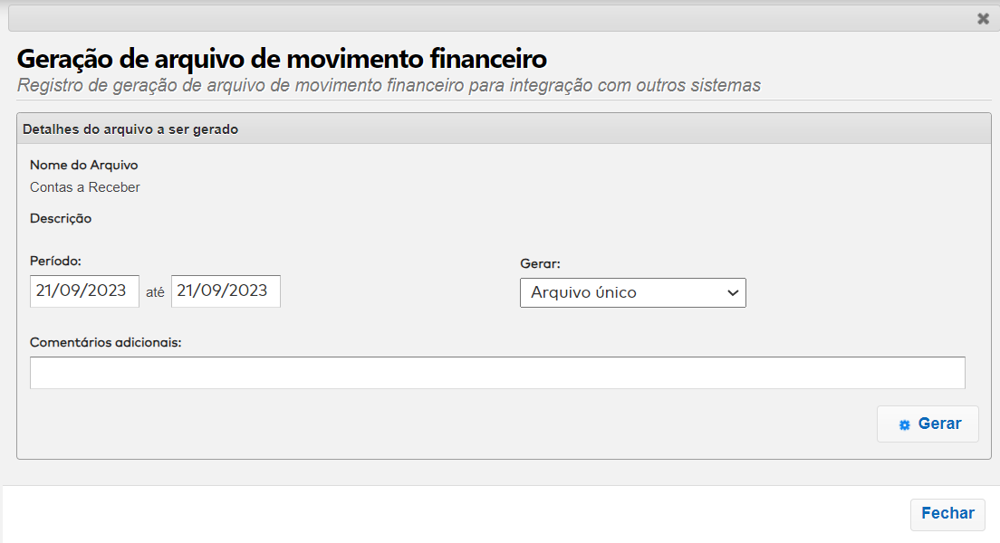 Geração de arquivo de movimento financeiro
Registro de geração de arquivo de movimento financeiro para integração com outros sistemas
Detalhes do arquivo a ser gerado
Nome do Arquivo
Contas a Receber
Descrição
Período:
21/09/2023 até 21/09/2023
Gerar:
Arquivo único
Comentários adicionais:
Gerar
Fechar